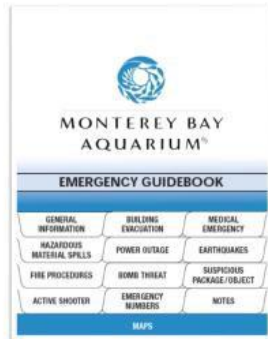 MONTEREY BAY
AQUARIUM®
EMERGENCY GUIDEBOOK
GENERAL
INFORMATION
BUILDING
EVACUATION
MEDICAL
EMERGENCY
HAZARDOUS
MATERIAL SPILLS
POWER OUTAGE
EARTHQUAKES
FIRE PROCEDURES
BOMB THREAT
SUSPICIOUS
PACKAGE/OBJECT
ACTIVE SHOOTER
EMERGENCY
NUMBERS
NOTES
MAPS